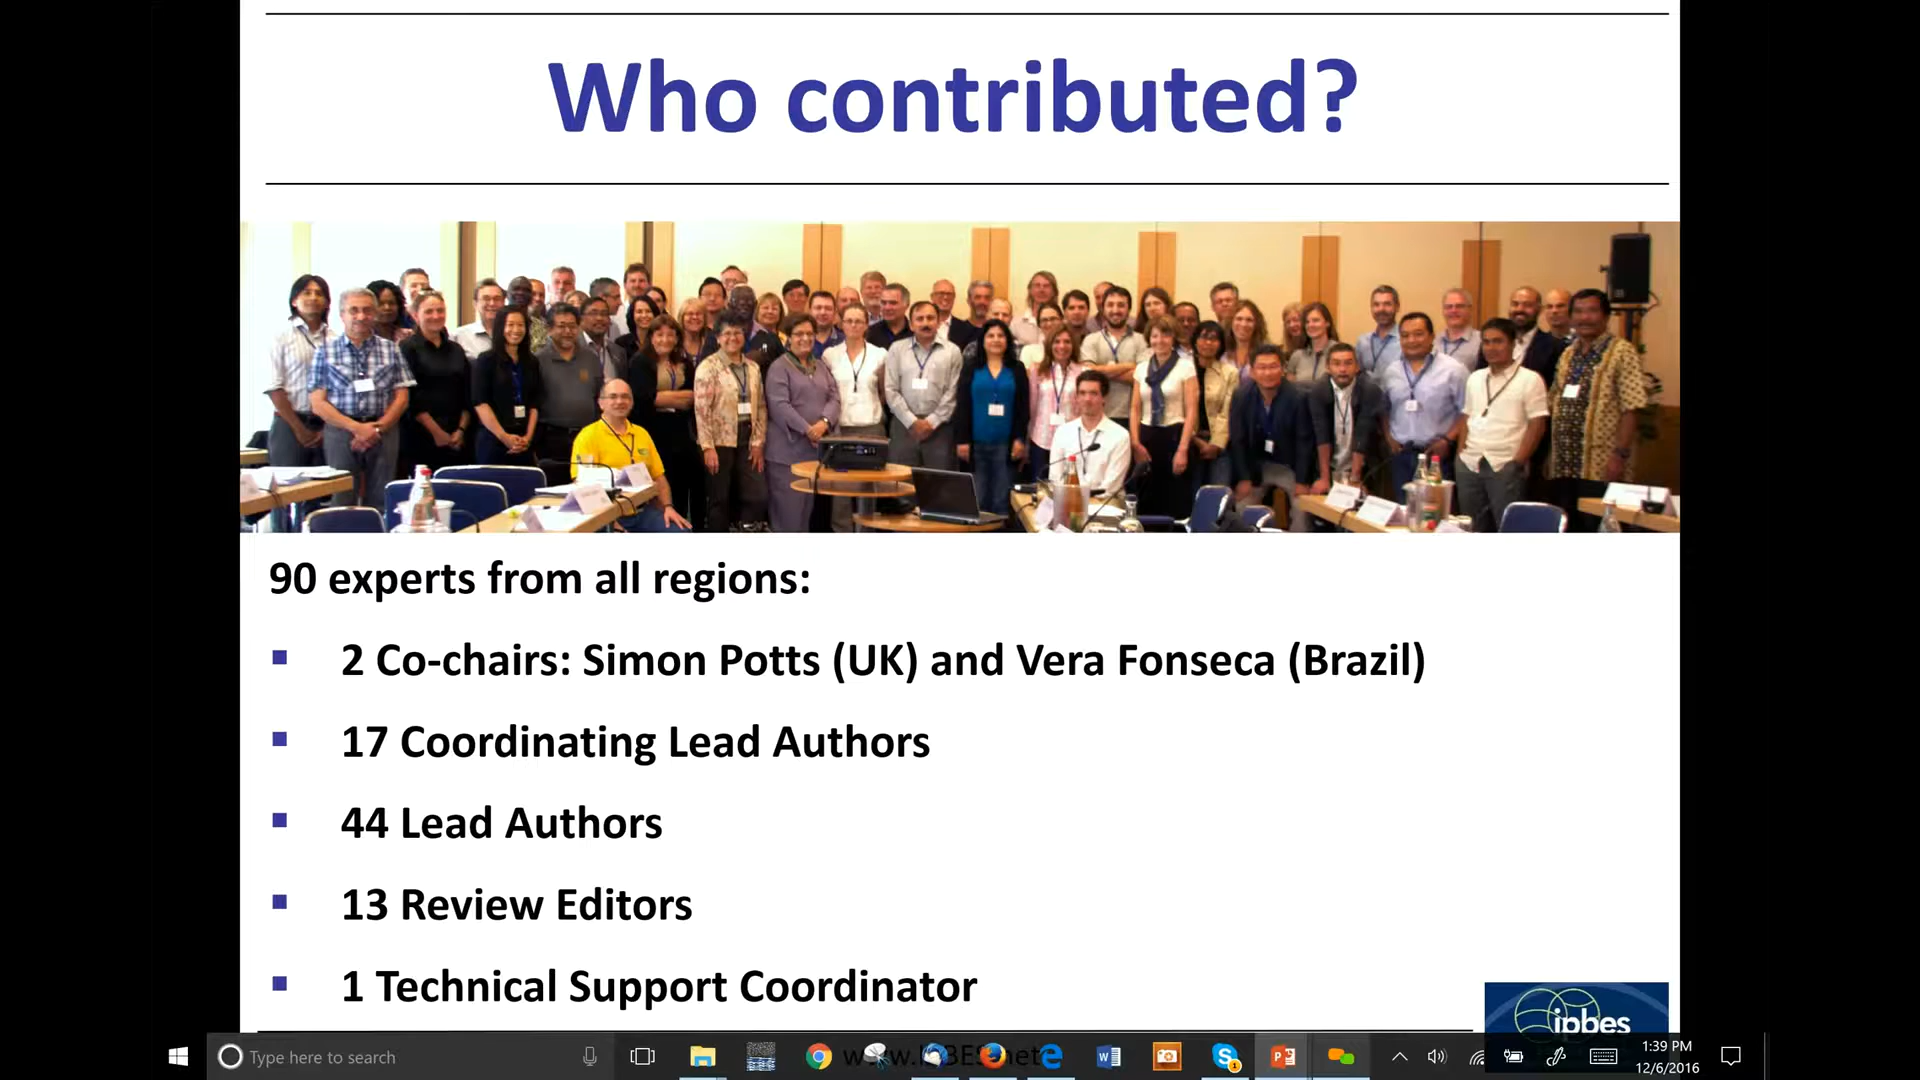 Who contributed?
90 experts from all regions:
2 Co-chairs: Simon Potts (UK) and Vera Fonseca (Brazil)
17 Coordinating Lead Authors
44 Lead Authors
13 Review Editors
1 Technical Support Coordinator
ipbes
Type here to search
1:39 PM
12/6/2016